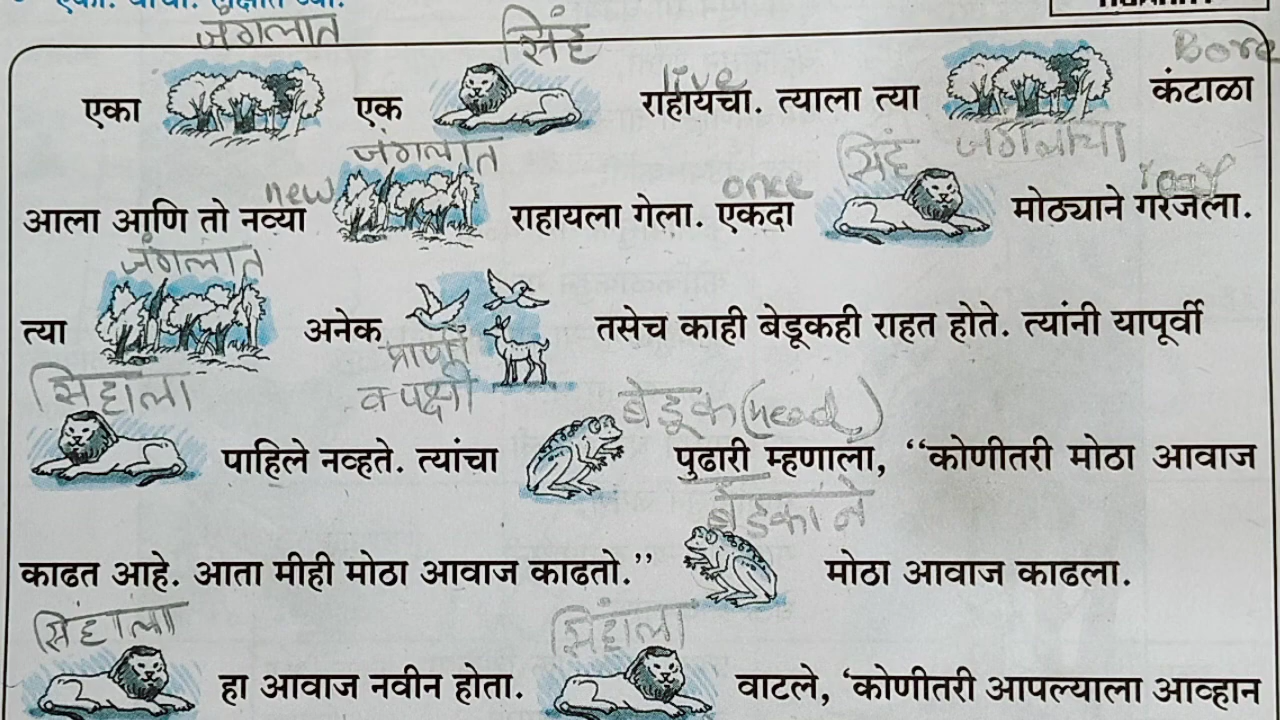 एका एक राहायचा. त्याला त्या कंटाळा
जंगलात सिंह live जंगलाचा Bore
आला आणि तो नव्या राहायला गेला. एकदा मोठ्याने गरजला.
new जंगलात once सिंह
त्या अनेक तसेच काही बेडूकही राहत होते. त्यांनी यापूर्वी
जंगलात प्राणी व पक्षी
पाहिले नव्हते. त्यांचा पुढारी म्हणाला, “कोणीतरी मोठा आवाज
सिहाला बेडूक (head)
काढत आहे. आता मीही मोठा आवाज काढतो.” मोठा आवाज काढला.
बेडकाने
हा आवाज नवीन होता. वाटले, ‘कोणीतरी आपल्याला आव्हान
सिंहाला सिंहाला